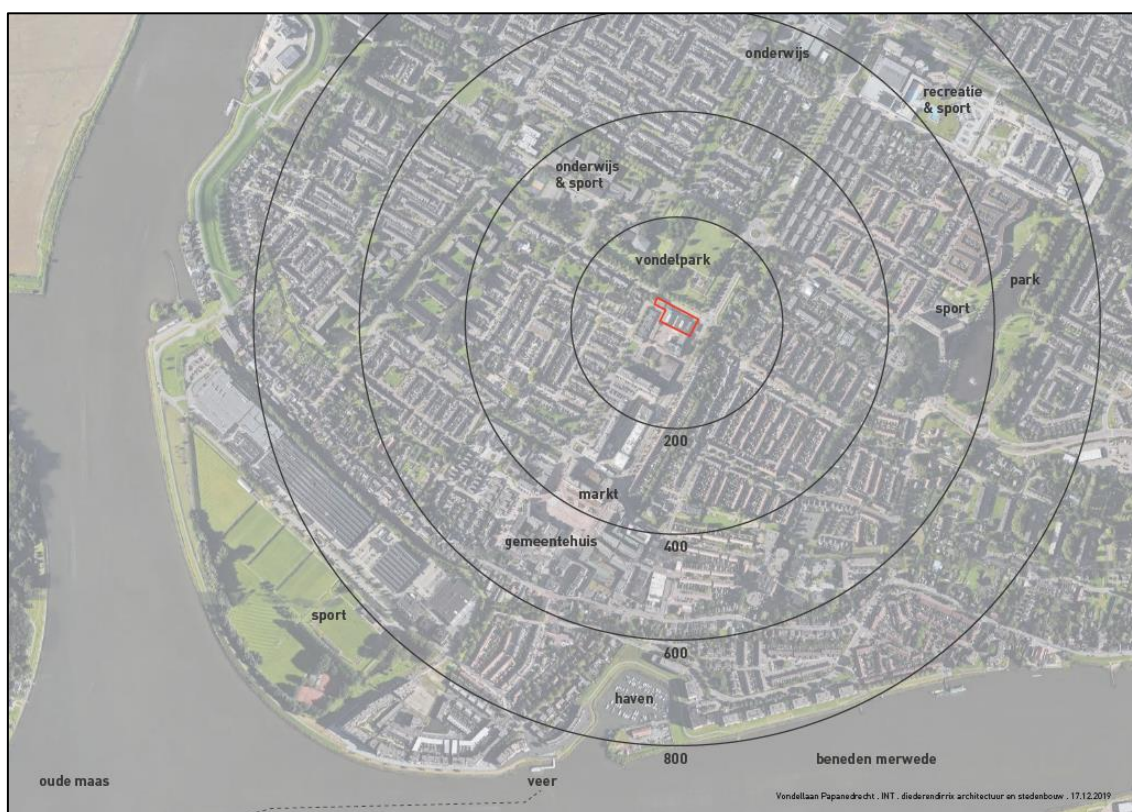 onderwijs
recreatie
& sport
onderwijs
& sport
vondelpark
park
sport
200
markt
gemeentehuis
400
sport
600
haven
800
beneden merwede
oude maas
veer
Vondellaan Papanedrecht . INT . diederendirrix architectuur en stedenbouw . 17.12.2019